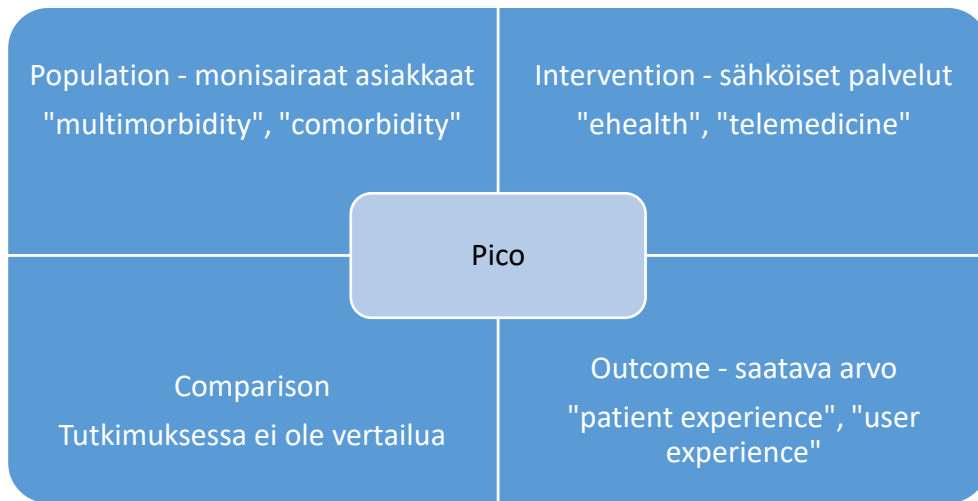 Population - monisairaat asiakkaat
"multimorbidity", "comorbidity"
Intervention - sähköiset palvelut
"ehealth", "telemedicine"
Pico
Comparison
Tutkimuksessa ei ole vertailua
Outcome - saatava arvo
"patient experience", "user
experience"